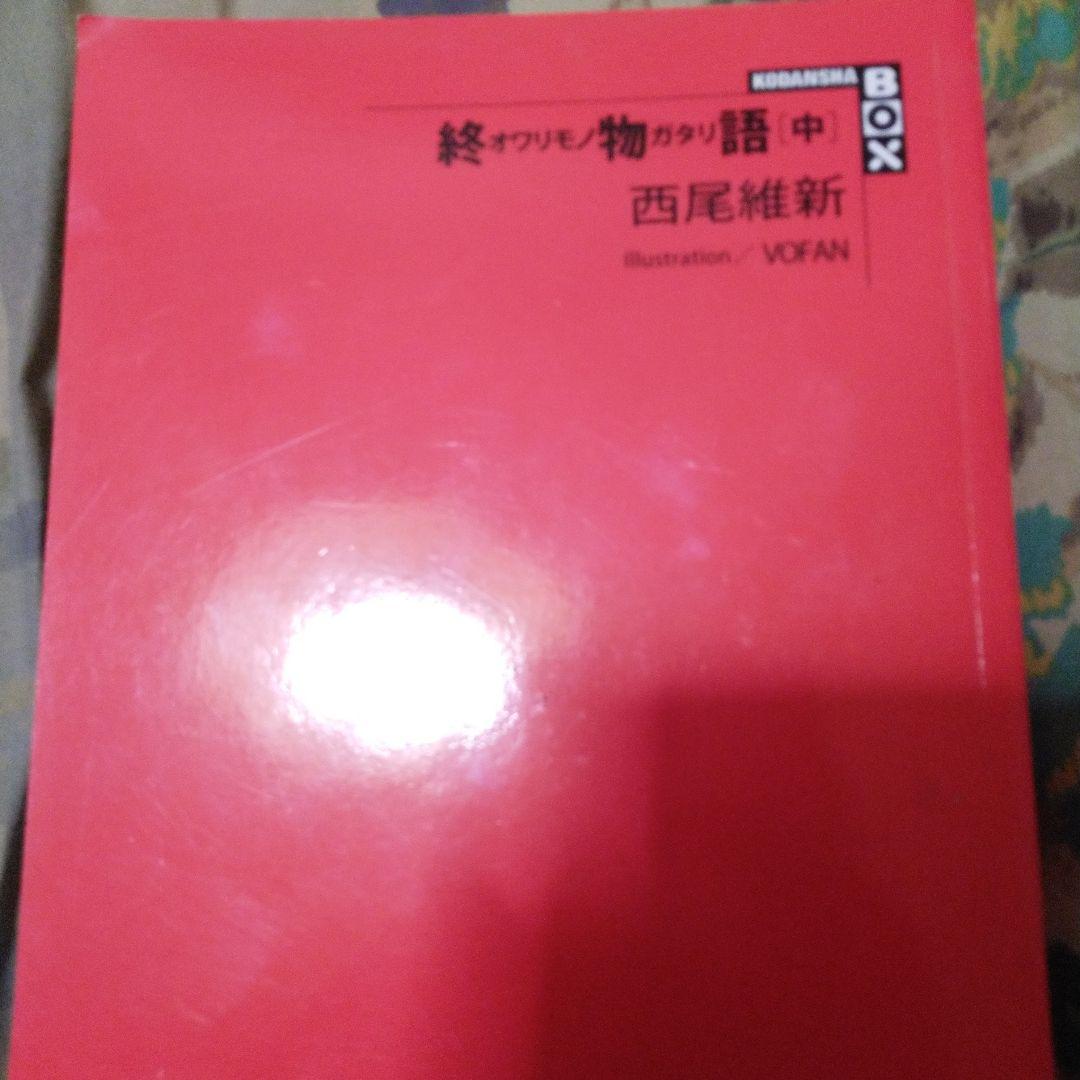 KODANSHA BOX
終オワリモノ物ガタリ語［中］
西尾維新
Illustration／VOFAN